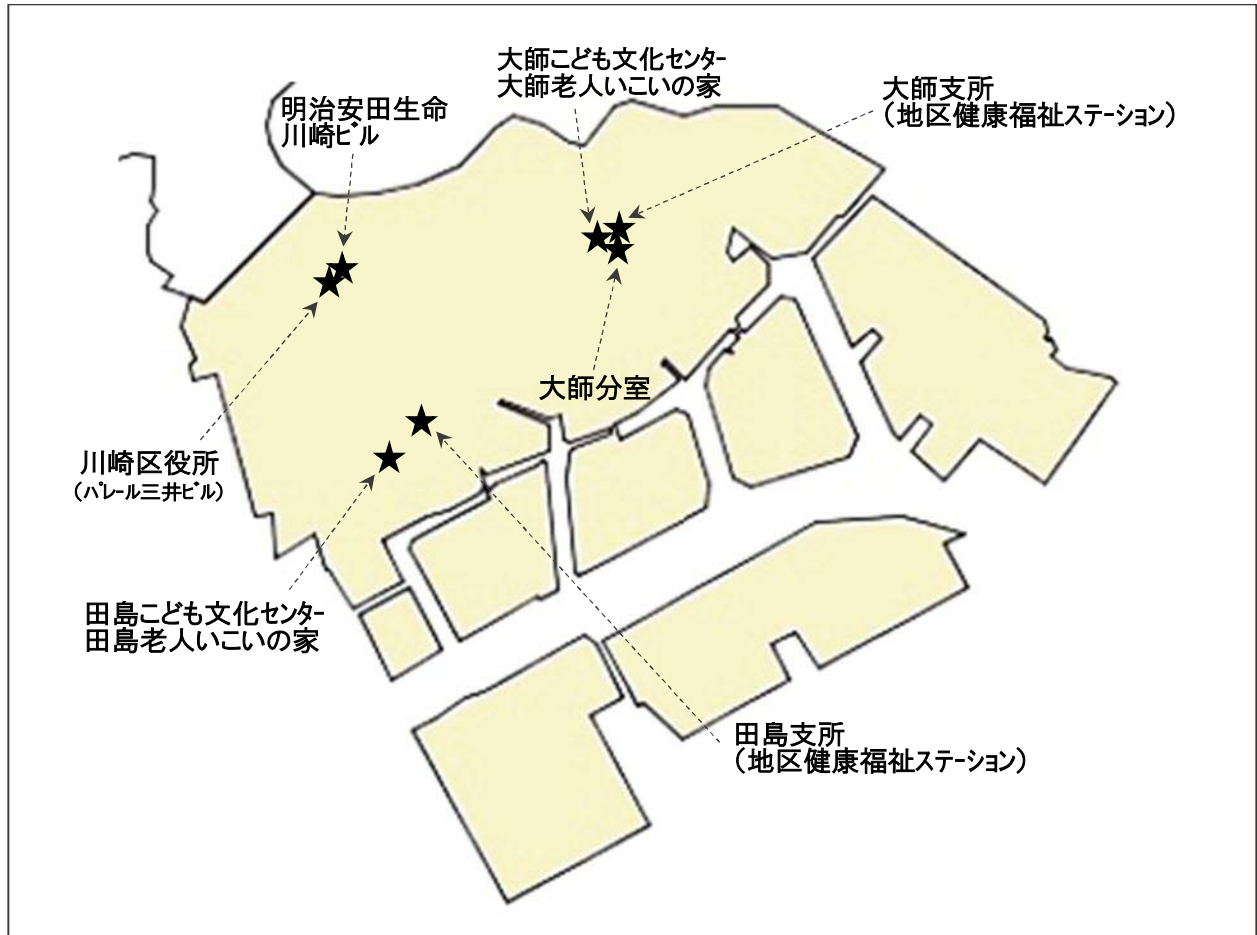 大師こども文化センター
大師老人いこいの家
大師支所
（地区健康福祉ステーション）
明治安田生命
川崎ビル
大師分室
川崎区役所
（パレール三井ビル）
田島こども文化センター
田島老人いこいの家
田島支所
（地区健康福祉ステーション）